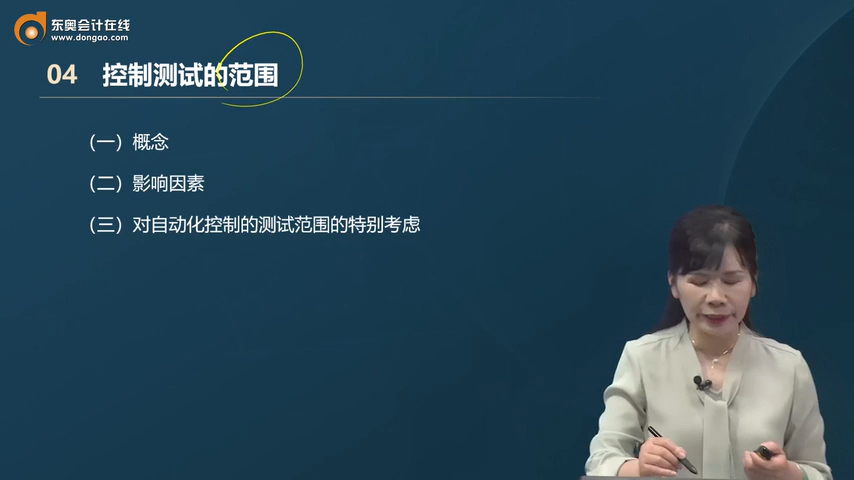 东奥会计在线
www.dongao.com
04 控制测试的范围
（一）概念
（二）影响因素
（三）对自动化控制的测试范围的特别考虑